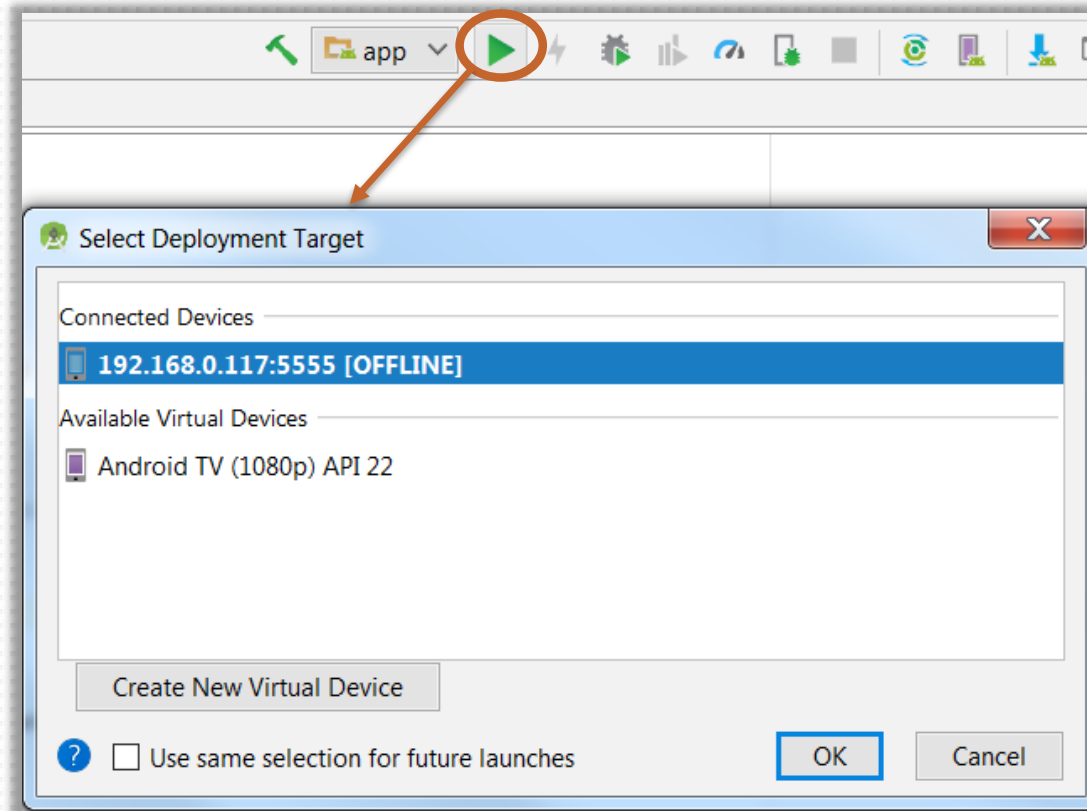 app
Select Deployment Target
X
Connected Devices
192.168.0.117:5555 [OFFLINE]
Available Virtual Devices
Android TV (1080p) API 22
Create New Virtual Device
? Use same selection for future launches
OK
Cancel